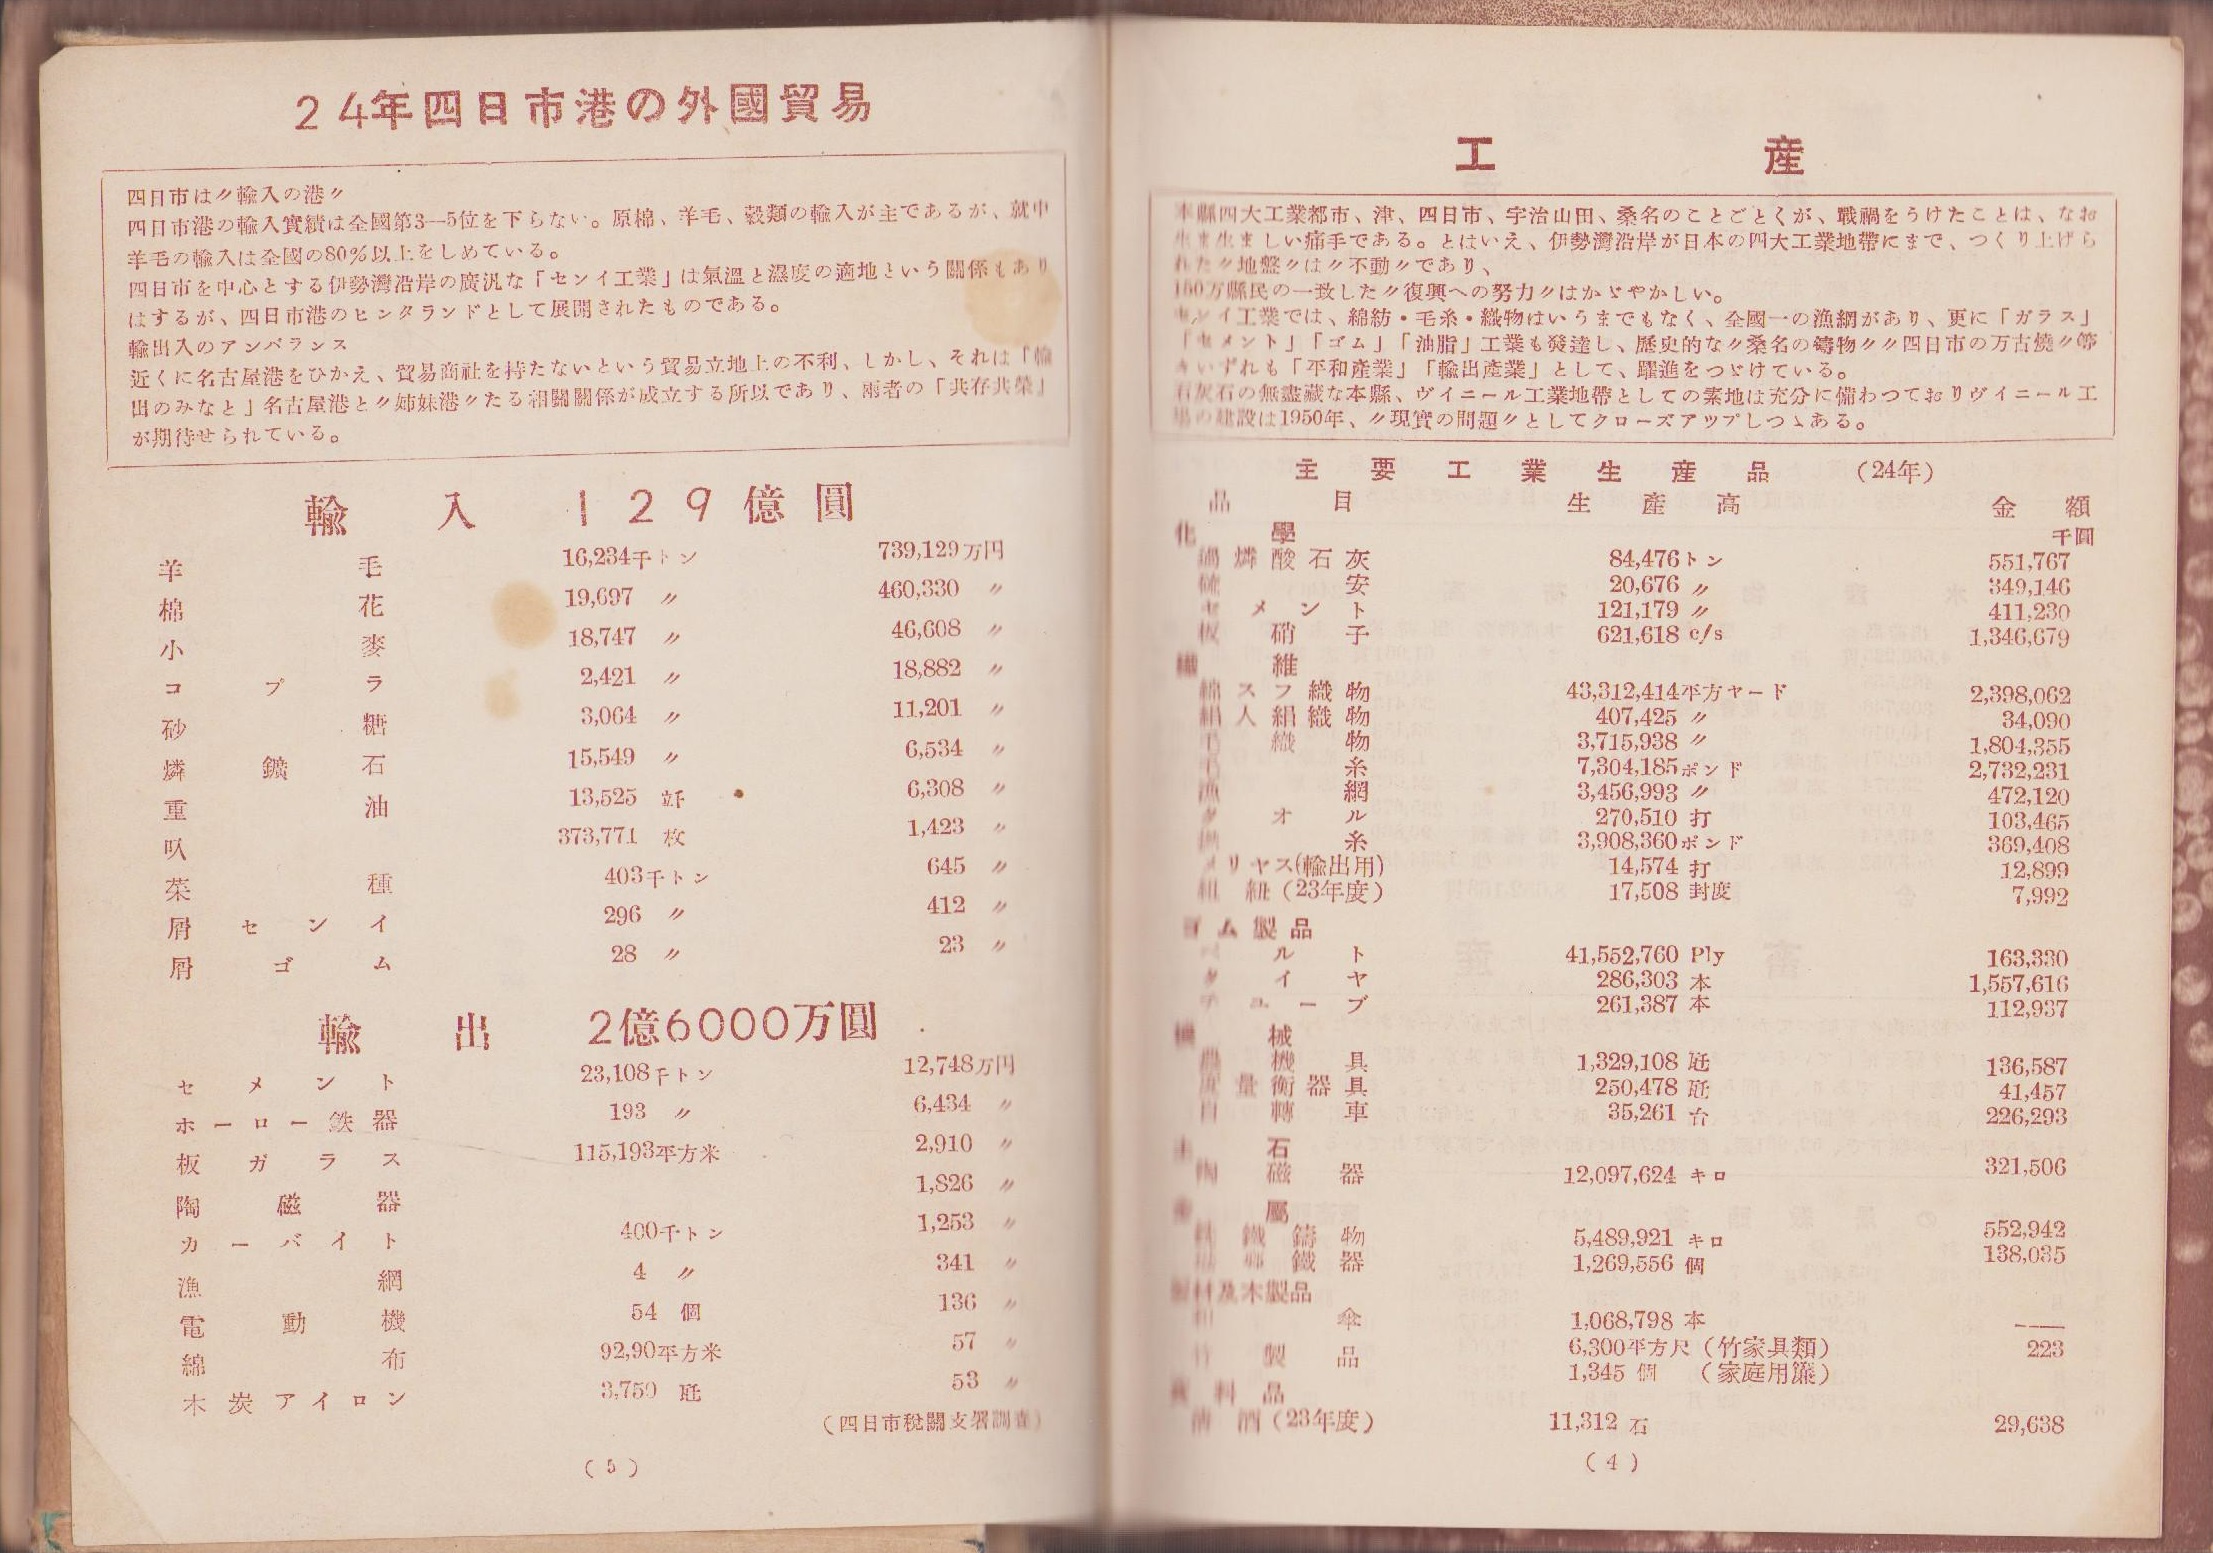 24年四日市港の外國貿易
四日市は〃輸入の港〃
四日市港の輸入實績は全國第3―5位を下らない。原棉、羊毛、穀類の輸入が主であるが、就中
羊毛の輸入は全國の80%以上をしめている。
四日市を中心とする伊勢灣沿岸の廣汎な「センイ工業」は氣溫と濕度の適地という關係もあり
はするが、四日市港のヒンタランドとして展開されたものである。
輸出入のアンバランス
近くに名古屋港をひかえ、貿易商社を持たないという貿易立地上の不利、しかし、それは「輸
出のみなと」名古屋港と〃姉妹港〃たる相關關係が成立する所以であり、兩者の「共存共榮」
が期待せられている。
輸入 129億圓
羊毛 16,234千トン 739,129万円
棉花 19,697 〃 460,330 〃
小麥 18,747 〃 46,608 〃
コプラ 2,421 〃 18,882 〃
砂糖 3,064 〃 11,201 〃
燐鑛石 15,549 〃 6,534 〃
重油 13,525 竏 6,308 〃
叺 373,771 枚 1,423 〃
菜種 403千トン 645 〃
屑センイ 296 〃 412 〃
屑ゴム 28 〃 23 〃
輸出 2億6000万圓
セメント 23,108千トン 12,748万円
ホーロー鉄器 193 〃 6,434 〃
板ガラス 115,193平方米 2,910 〃
陶磁器 1,826 〃
カーバイト 400千トン 1,253 〃
漁網 4 〃 341 〃
電動機 54 個 136 〃
綿布 92,90平方米 57 〃
木炭アイロン 3,750 瓩 53 〃
(四日市税關支署調査)
(5)
工産
本縣四大工業都市、津、四日市、宇治山田、桑名のことごとくが、戰禍をうけたことは、なお
生ま生ましい痛手である。とはいえ、伊勢灣沿岸が日本の四大工業地帶にまで、つくり上げら
れた〃地盤〃は〃不動〃であり、
150万縣民の一致した〃復興への努力〃はかゞやかしい。
センイ工業では、綿紡・毛糸・織物はいうまでもなく、全國一の漁網があり、更に「ガラス」
「セメント」「ゴム」「油脂」工業も發達し、歴史的な〃桑名の鑄物〃〃四日市の万古燒〃等
々いずれも「平和産業」「輸出産業」として、躍進をつゞけている。
石灰石の無盡藏な本縣、ヴイニール工業地帶としての素地は充分に備わつておりヴイニール工
場の建設は1950年、〃現實の問題〃としてクローズアツプしつゝある。
主要工業生産品 (24年)
品目 生産高 金額
化學 千圓
過燐酸石灰 84,476トン 551,767
硫安 20,676 〃 349,146
セメント 121,179 〃 411,230
板硝子 621,618 c/s 1,346,679
纖維
綿スフ織物 43,312,414平方ヤード 2,398,062
絹人絹織物 407,425 〃 34,090
毛織物 3,715,938 〃 1,804,355
毛糸 7,304,185ポンド 2,732,231
漁網 3,456,993 〃 472,120
タオル 270,510 打 103,465
撚糸 3,908,360ポンド 369,408
メリヤス(輸出用) 14,574 打 12,899
組紐(23年度) 17,508 封度 7,992
ゴム製品
ベルト 41,552,760 Ply 163,330
タイヤ 286,303 本 1,557,616
チューブ 261,387 本 112,937
機械
農機具 1,329,108 瓩 136,587
度量衡器具 250,478 瓩 41,457
自轉車 35,261 台 226,293
土石
陶磁器 12,097,624 キロ 321,506
金屬
銑鐵鑄物 5,489,921 キロ 552,942
琺瑯鐵器 1,269,556 個 138,035
製材及木製品
傘 1,068,798 本 ――
竹製品 6,300平方尺(竹家具類) 223
1,345 個 (家庭用簾)
料品
清酒(23年度) 11,312 石 29,638
(4)